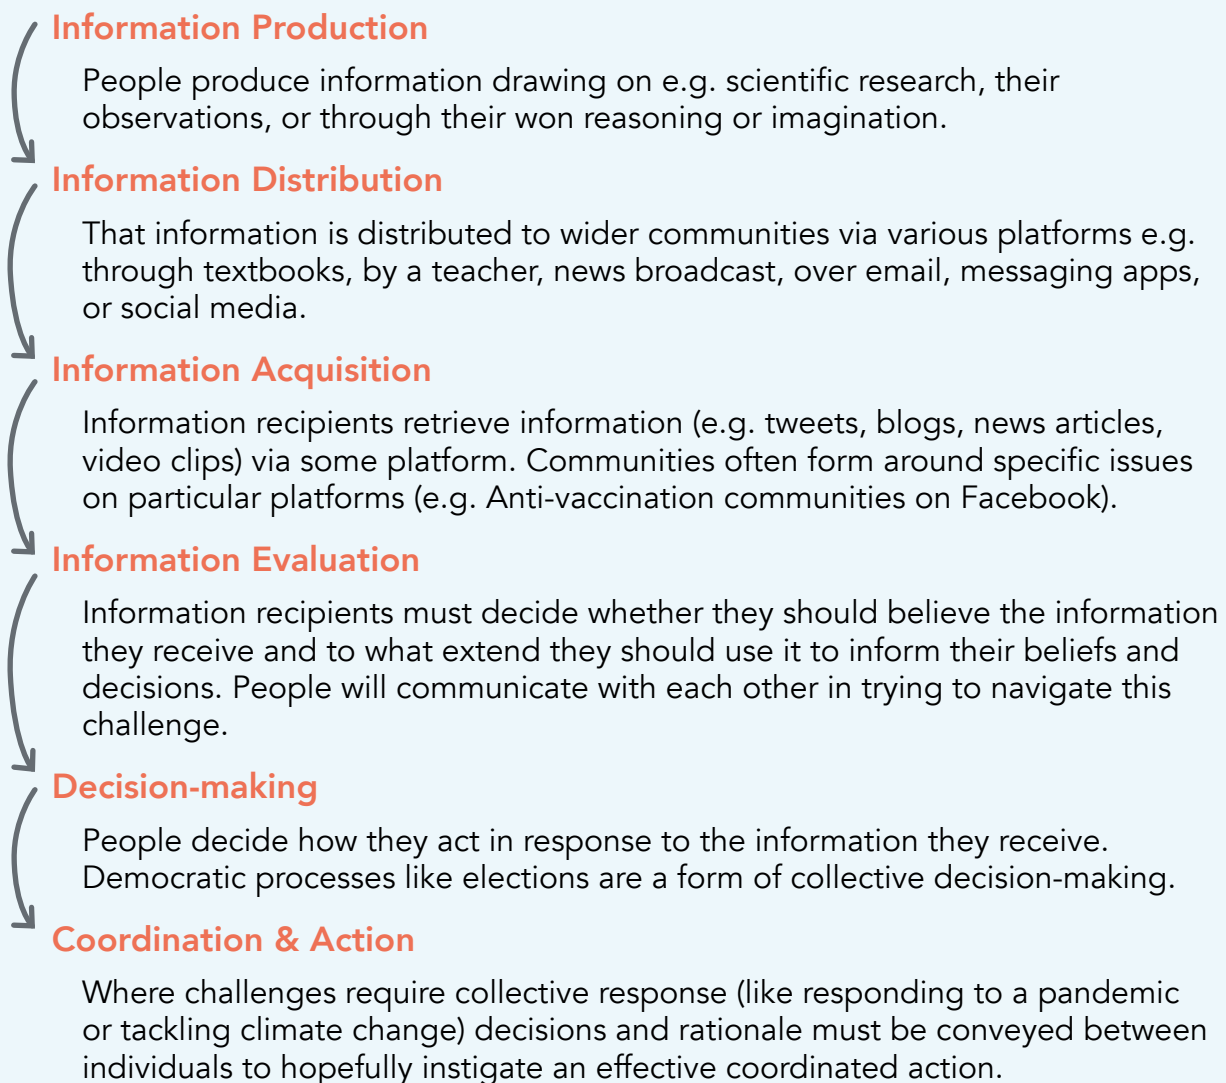 Information Production
People produce information drawing on e.g. scientific research, their
observations, or through their won reasoning or imagination.
Information Distribution
That information is distributed to wider communities via various platforms e.g.
through textbooks, by a teacher, news broadcast, over email, messaging apps,
or social media.
Information Acquisition
Information recipients retrieve information (e.g. tweets, blogs, news articles,
video clips) via some platform. Communities often form around specific issues
on particular platforms (e.g. Anti-vaccination communities on Facebook).
Information Evaluation
Information recipients must decide whether they should believe the information
they receive and to what extend they should use it to inform their beliefs and
decisions. People will communicate with each other in trying to navigate this
challenge.
Decision-making
People decide how they act in response to the information they receive.
Democratic processes like elections are a form of collective decision-making.
Coordination & Action
Where challenges require collective response (like responding to a pandemic
or tackling climate change) decisions and rationale must be conveyed between
individuals to hopefully instigate an effective coordinated action.